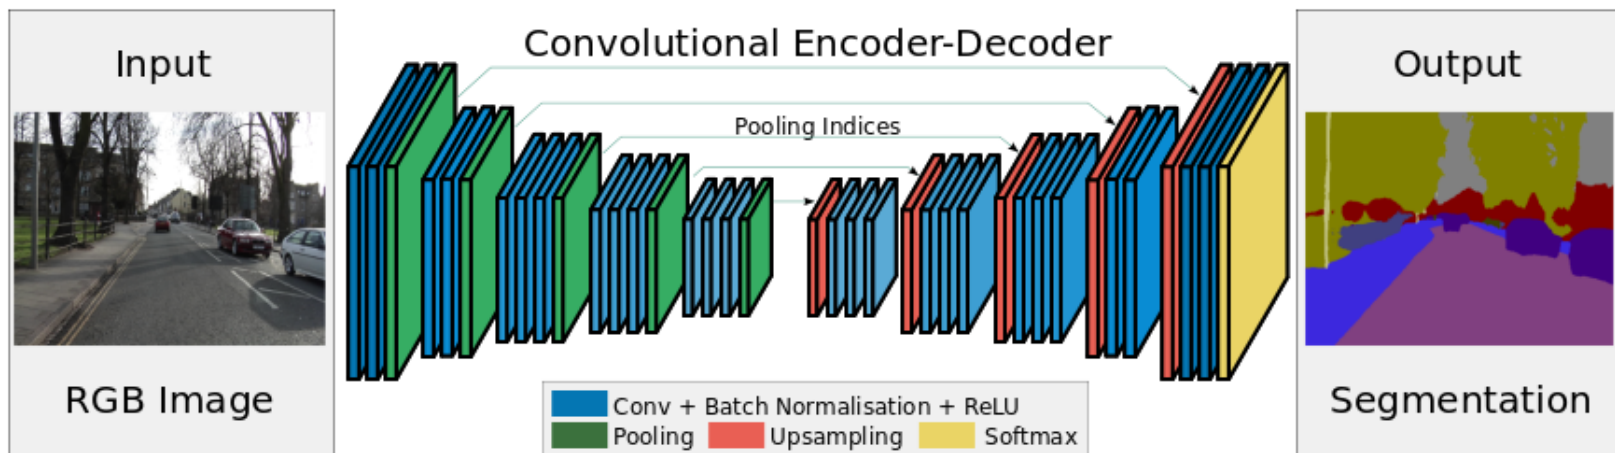 Convolutional Encoder-Decoder
Input
RGB Image
Pooling Indices
Output
Segmentation
Conv + Batch Normalisation + ReLU
Pooling
Upsampling
Softmax